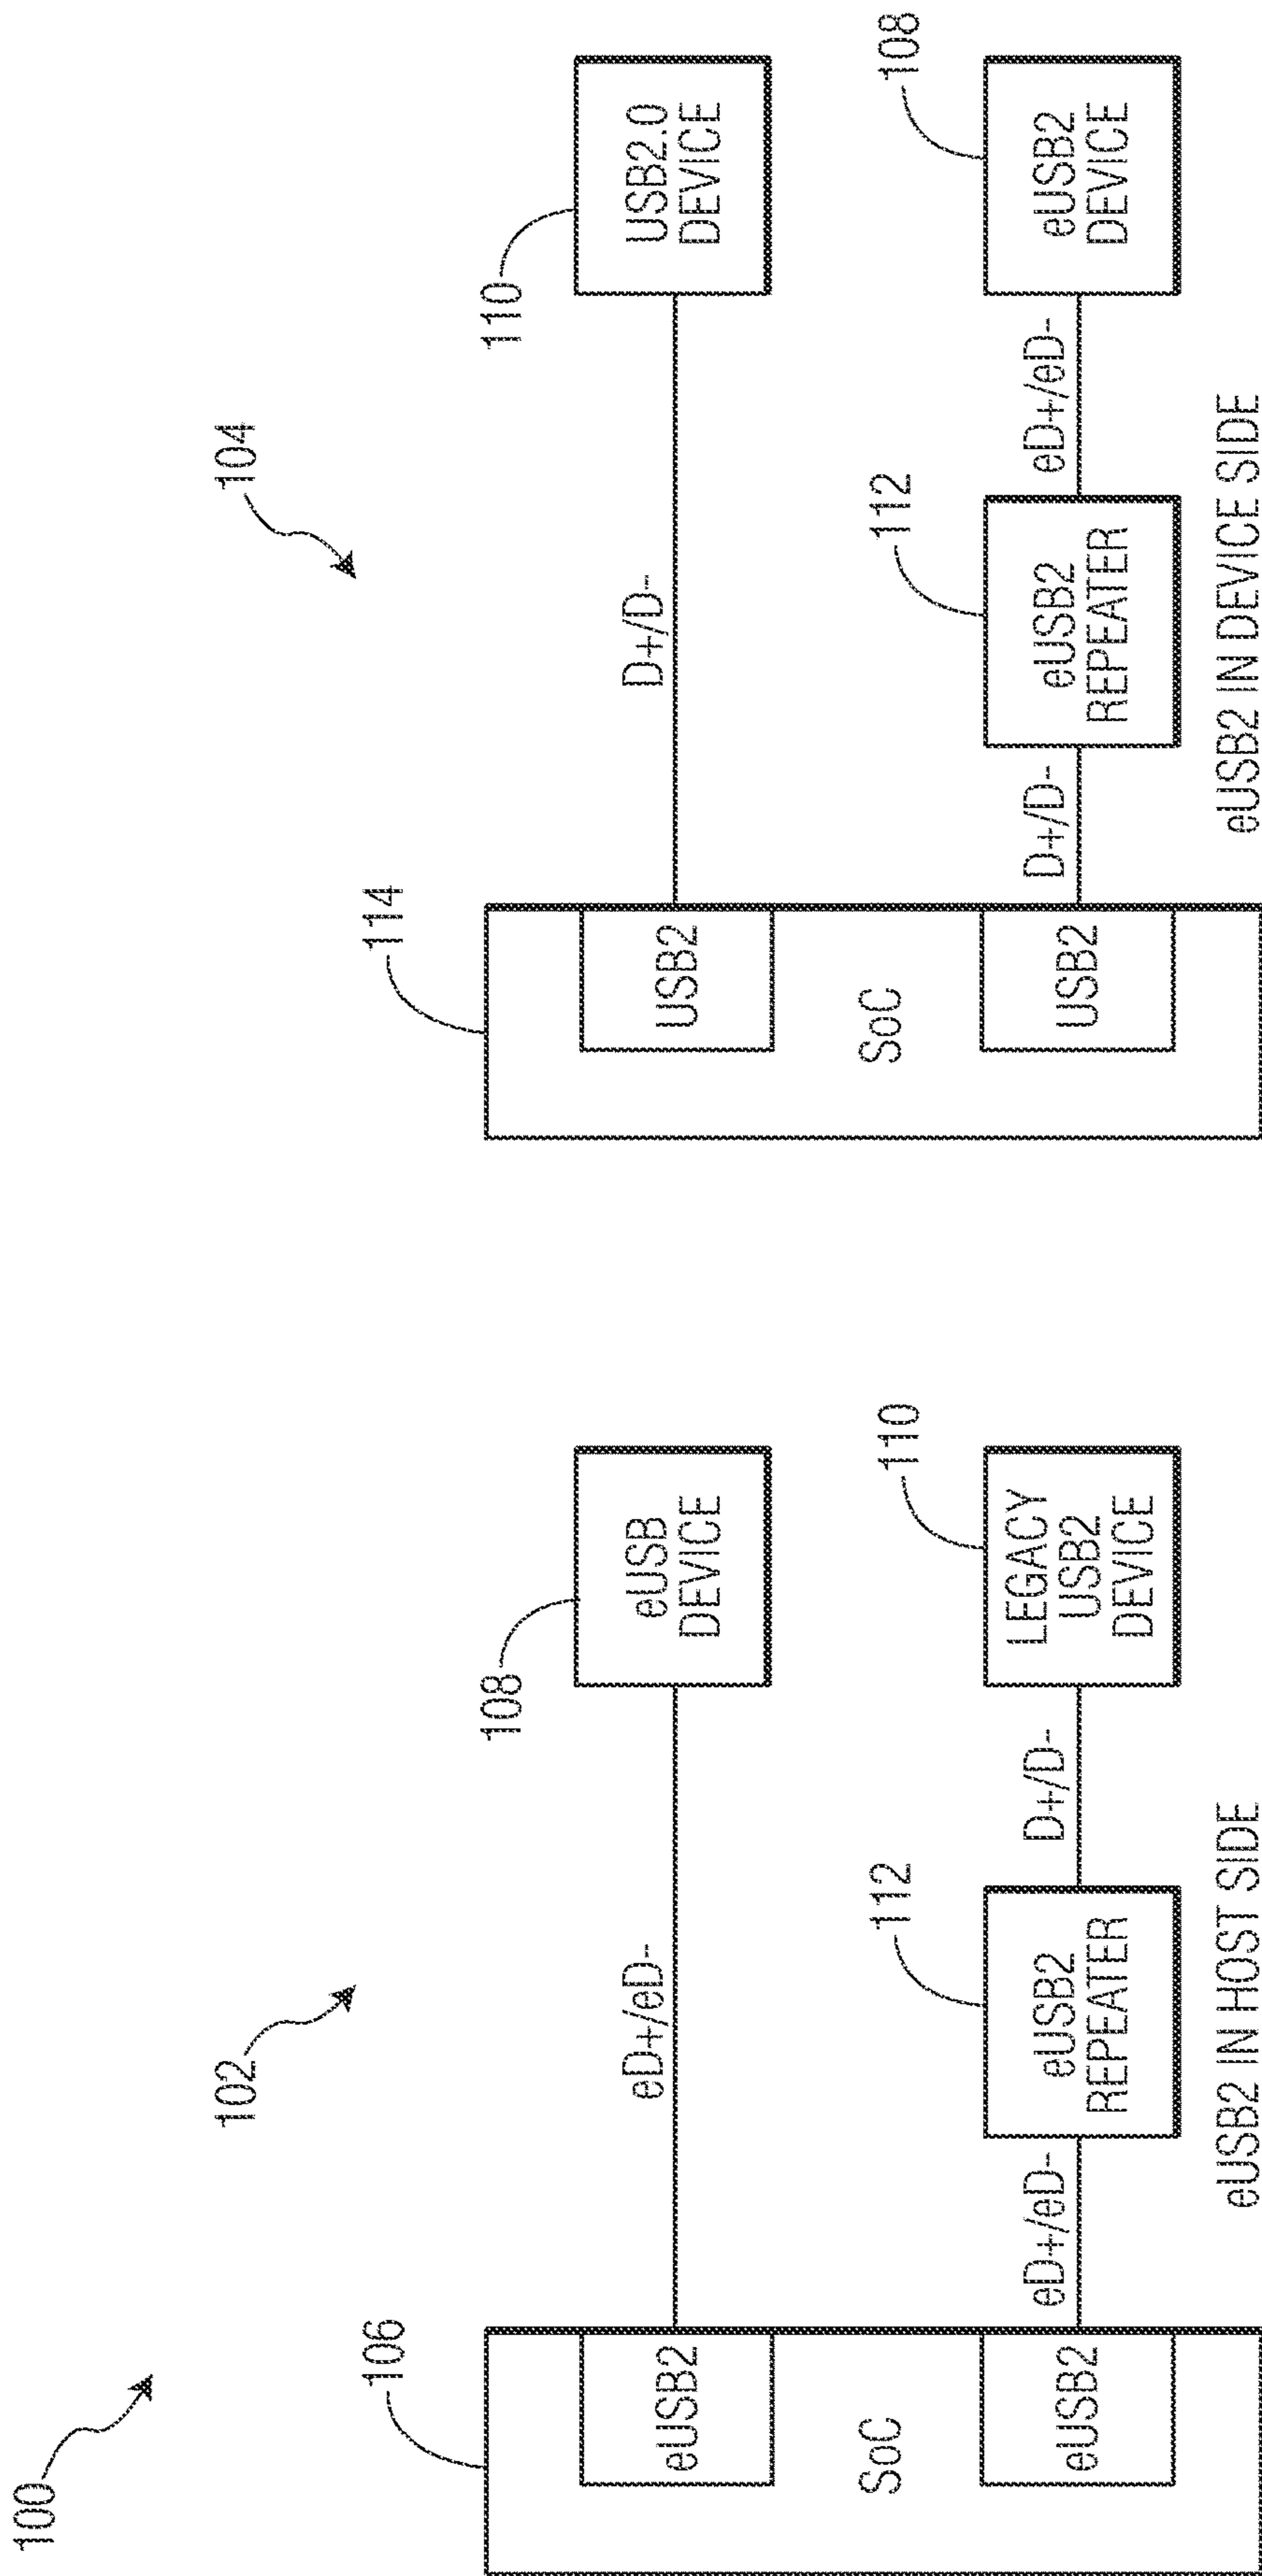 100
102
106
eUSB2
eD+/eD-
108
eUSB
DEVICE
SoC
eUSB2
eD+/eD-
112
eUSB2
REPEATER
D+/D-
110
LEGACY
USB2
DEVICE
eUSB2 IN HOST SIDE
104
114
USB2
D+/D-
110
USB2.0
DEVICE
SoC
USB2
D+/D-
112
eUSB2
REPEATER
eD+/eD-
108
eUSB2
DEVICE
eUSB2 IN DEVICE SIDE